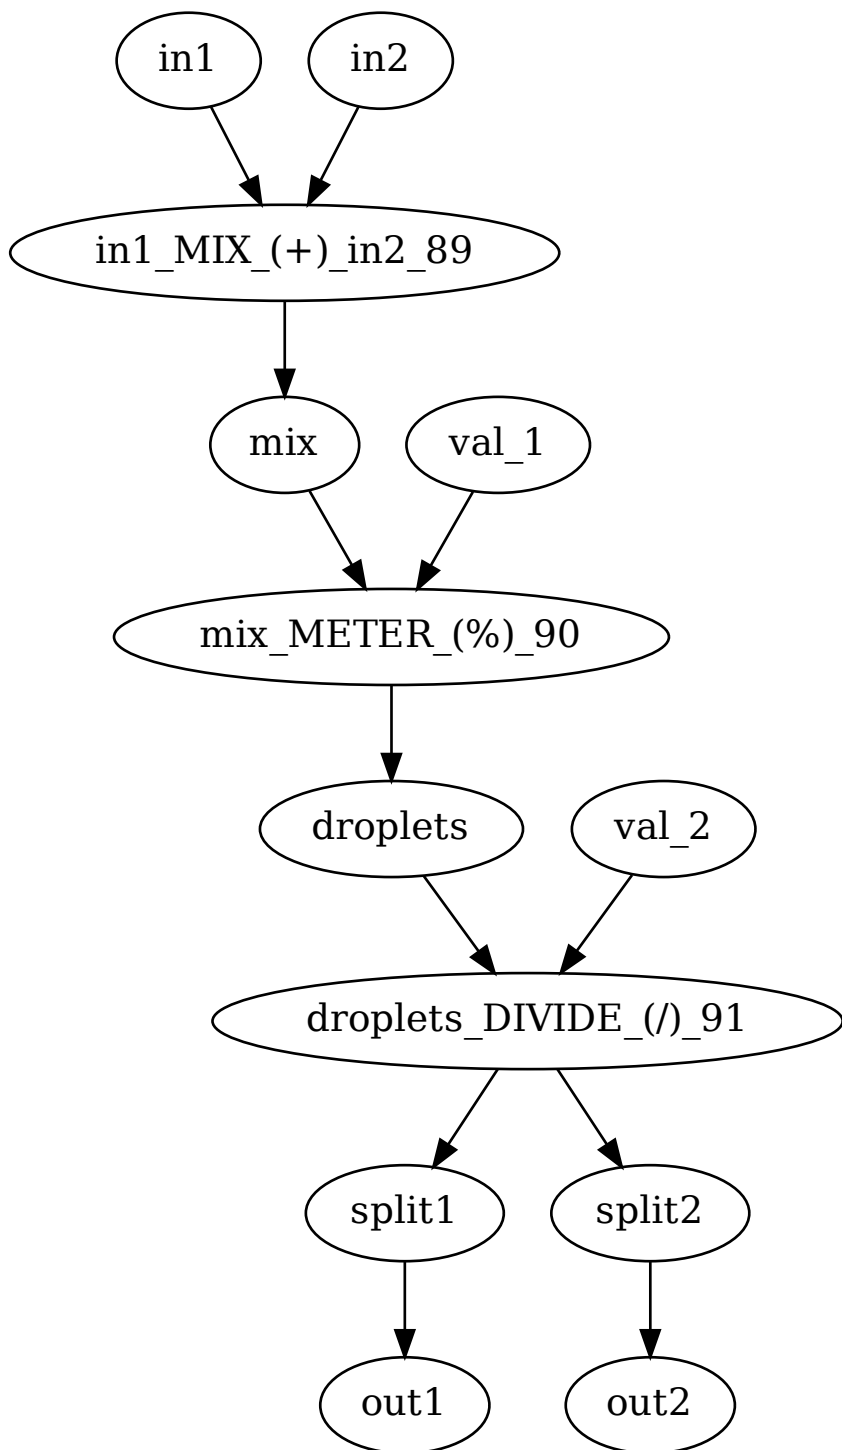 in1
in2
in1_MIX_(+)_in2_89
mix
val_1
mix_METER_(%)_90
droplets
val_2
droplets_DIVIDE_(/)_91
split1
split2
out1
out2